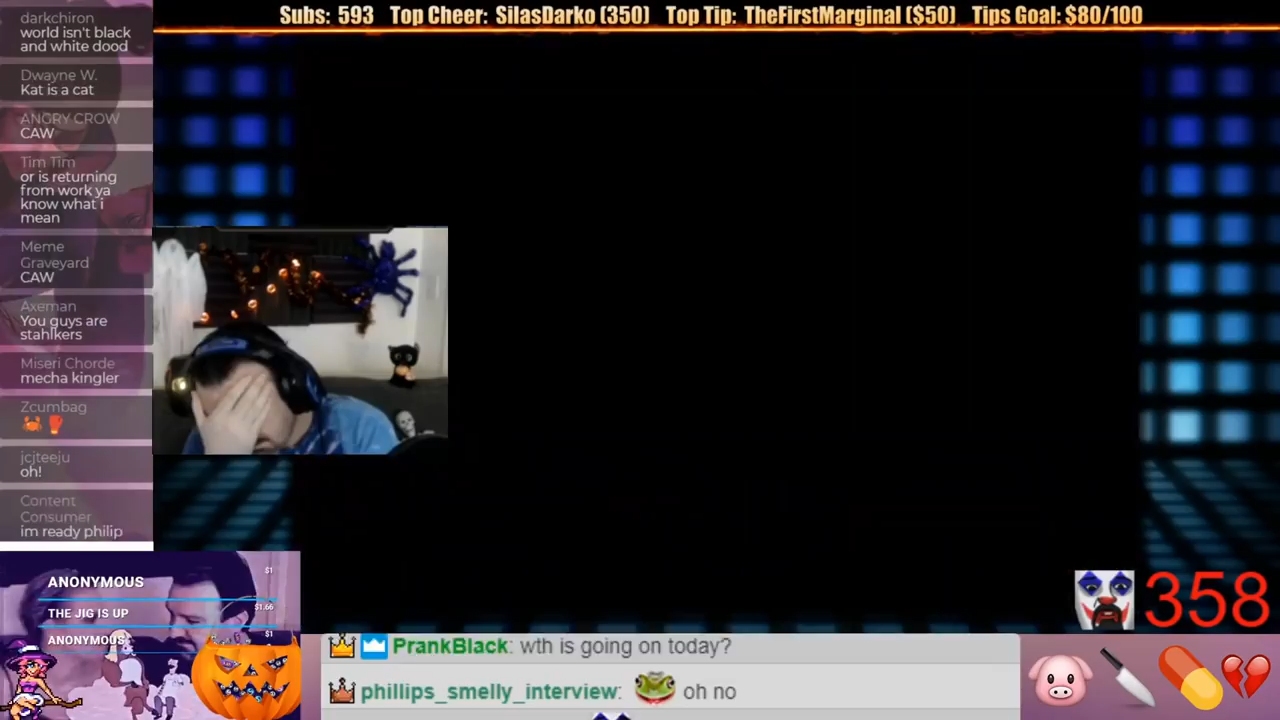 Subs: 593 Top Cheer: SilasDarko (350) Top Tip: TheFirstMarginal ($50) Tips Goal: $80/100
darkchiron
world isn't black
and white dood
Dwayne W.
Kat is a cat
ANGRY CROW
CAW
Tim Tim
or is returning
from work ya
know what i
mean
Meme
Graveyard
CAW
Axeman
You guys are
stahlkers
Miseri Chorde
mecha kingler
Zcumbag
jcjteeju
oh!
Content
Consumer
im ready philip
ANONYMOUS $1
THE JIG IS UP $1.66
ANONYMOUS $1
358
PrankBlack: wth is going on today?
phillips_smelly_interview: oh no